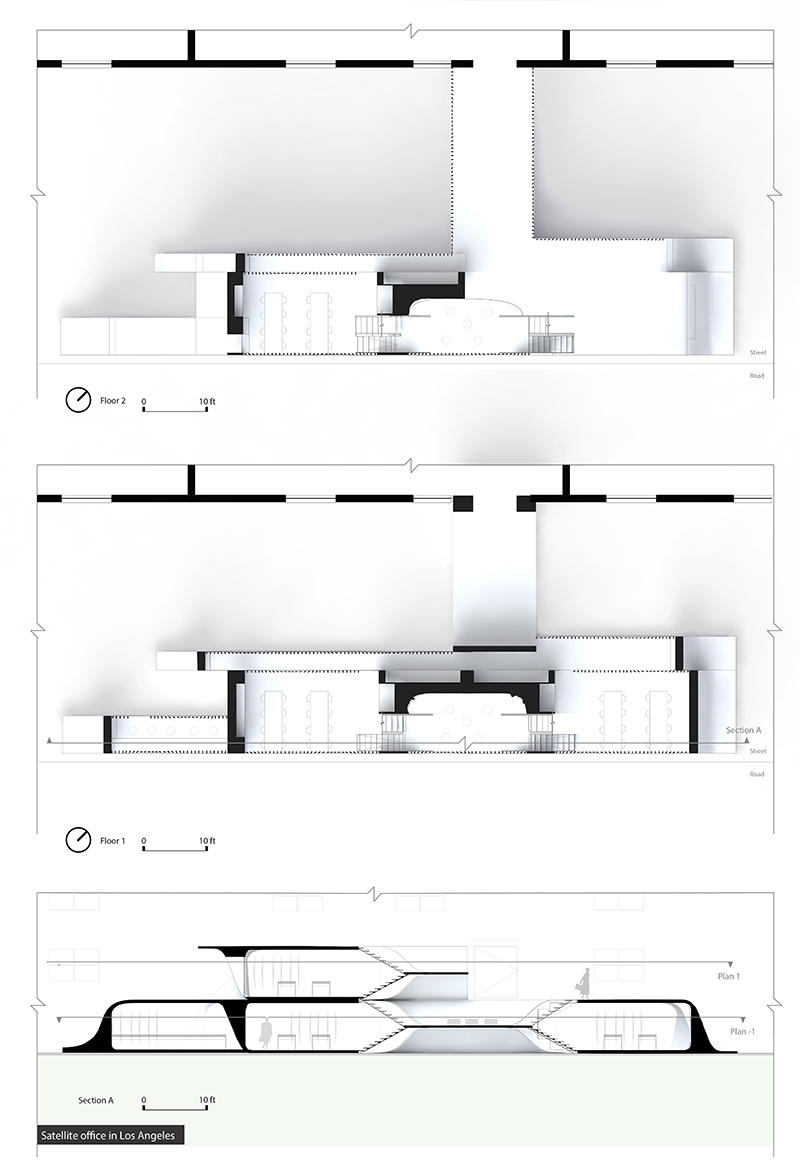 Street
Road
Floor 2
0 10 ft
Section A
Street
Road
Floor 1
0 10 ft
Plan 1
Plan -1
Section A
0 10 ft
Satellite office in Los Angeles